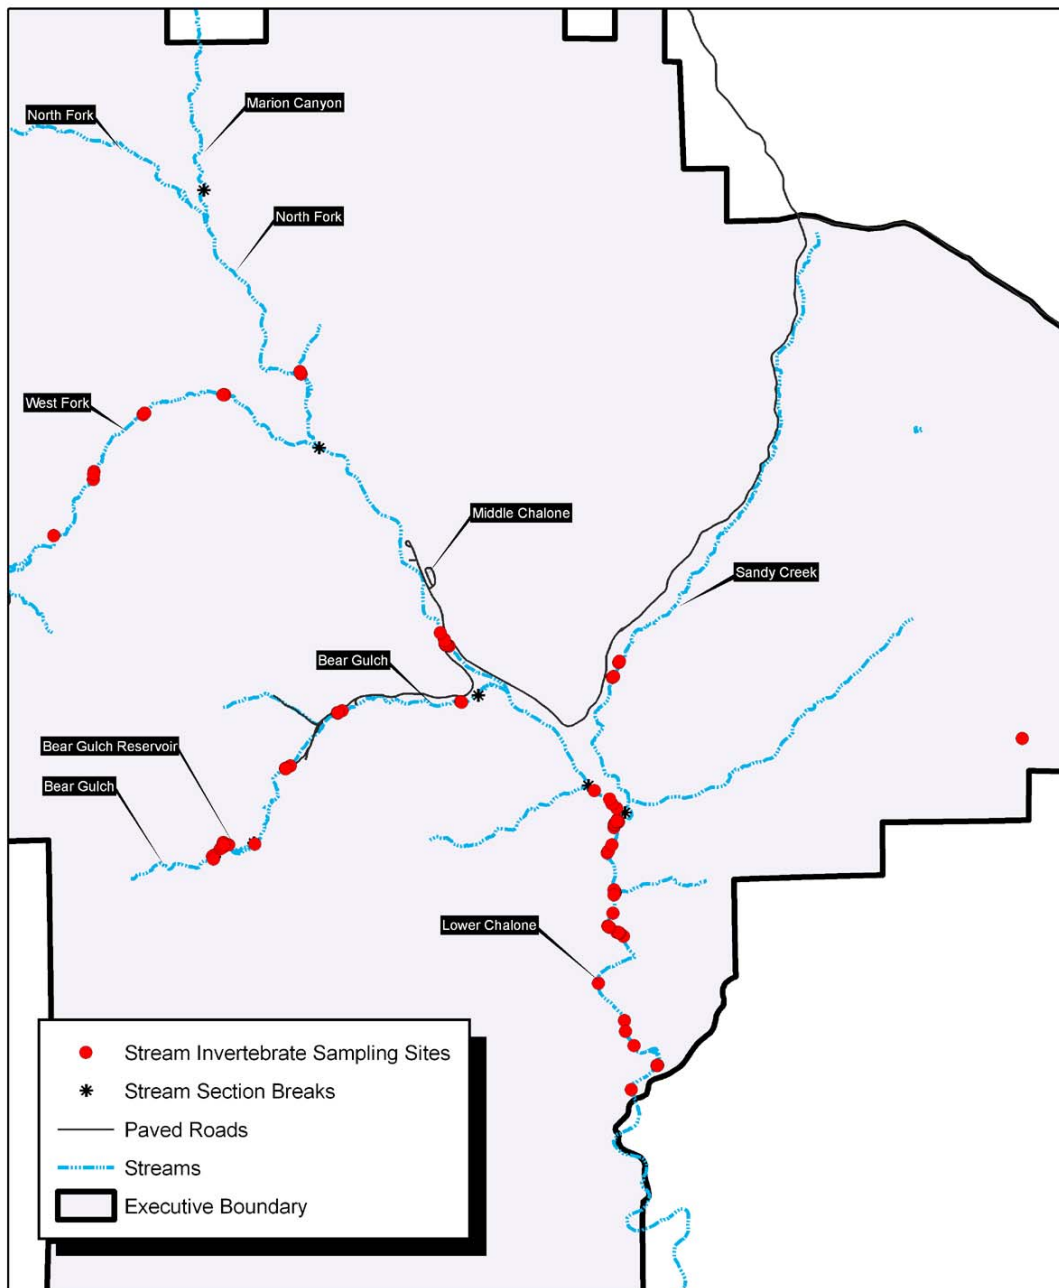 Marion Canyon
North Fork
North Fork
West Fork
Middle Chalone
Sandy Creek
Bear Gulch
Bear Gulch Reservoir
Bear Gulch
Lower Chalone
Stream Invertebrate Sampling Sites
Stream Section Breaks
Paved Roads
Streams
Executive Boundary